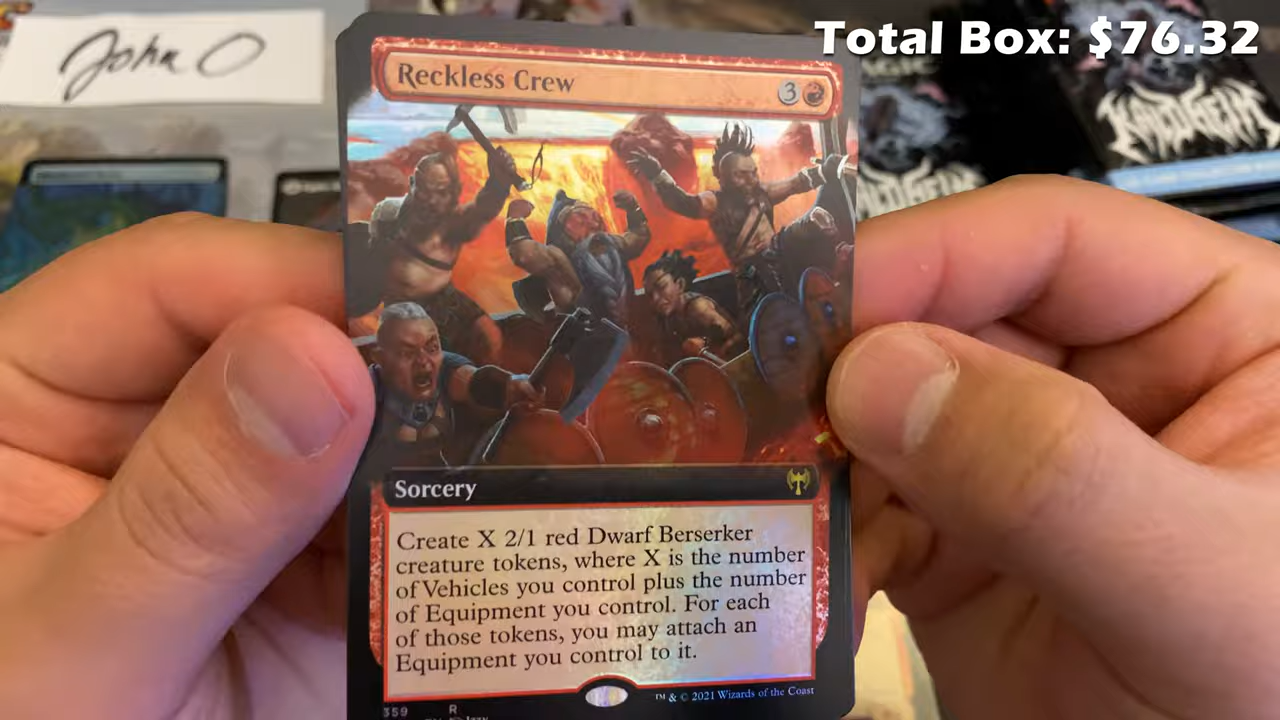 John O
Total Box: $76.32
Reckless Crew
3
KALDHEIM
KALDHEIM
Sorcery
Create X 2/1 red Dwarf Berserker
creature tokens, where X is the number
of Vehicles you control plus the number
of Equipment you control. For each
of those tokens, you may attach an
Equipment you control to it.
™ & © 2021 Wizards of the Coast
359 R